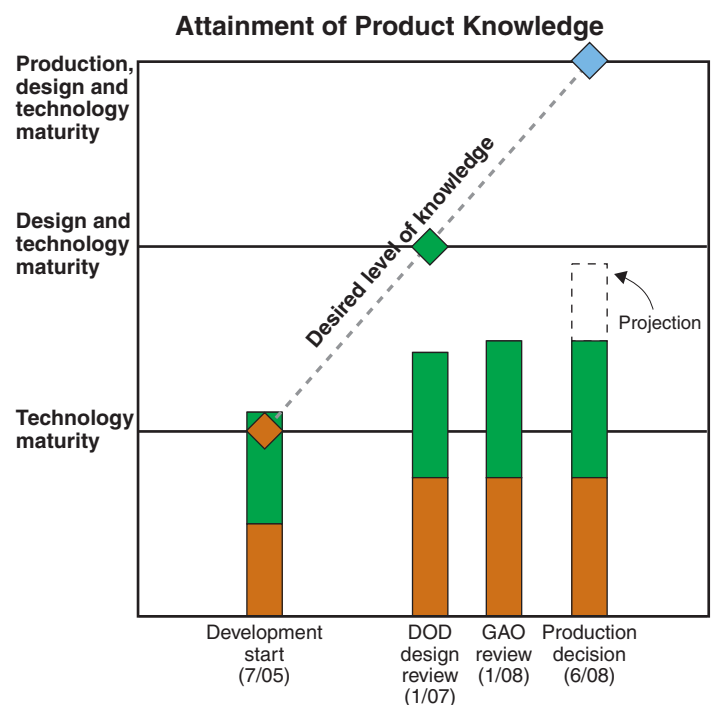 Attainment of Product Knowledge
Production,
design and
technology
maturity
Design and
technology
maturity
Technology
maturity
Desired level of knowledge
Projection
Development
start
(7/05)
DOD
design
review
(1/07)
GAO
review
(1/08)
Production
decision
(6/08)